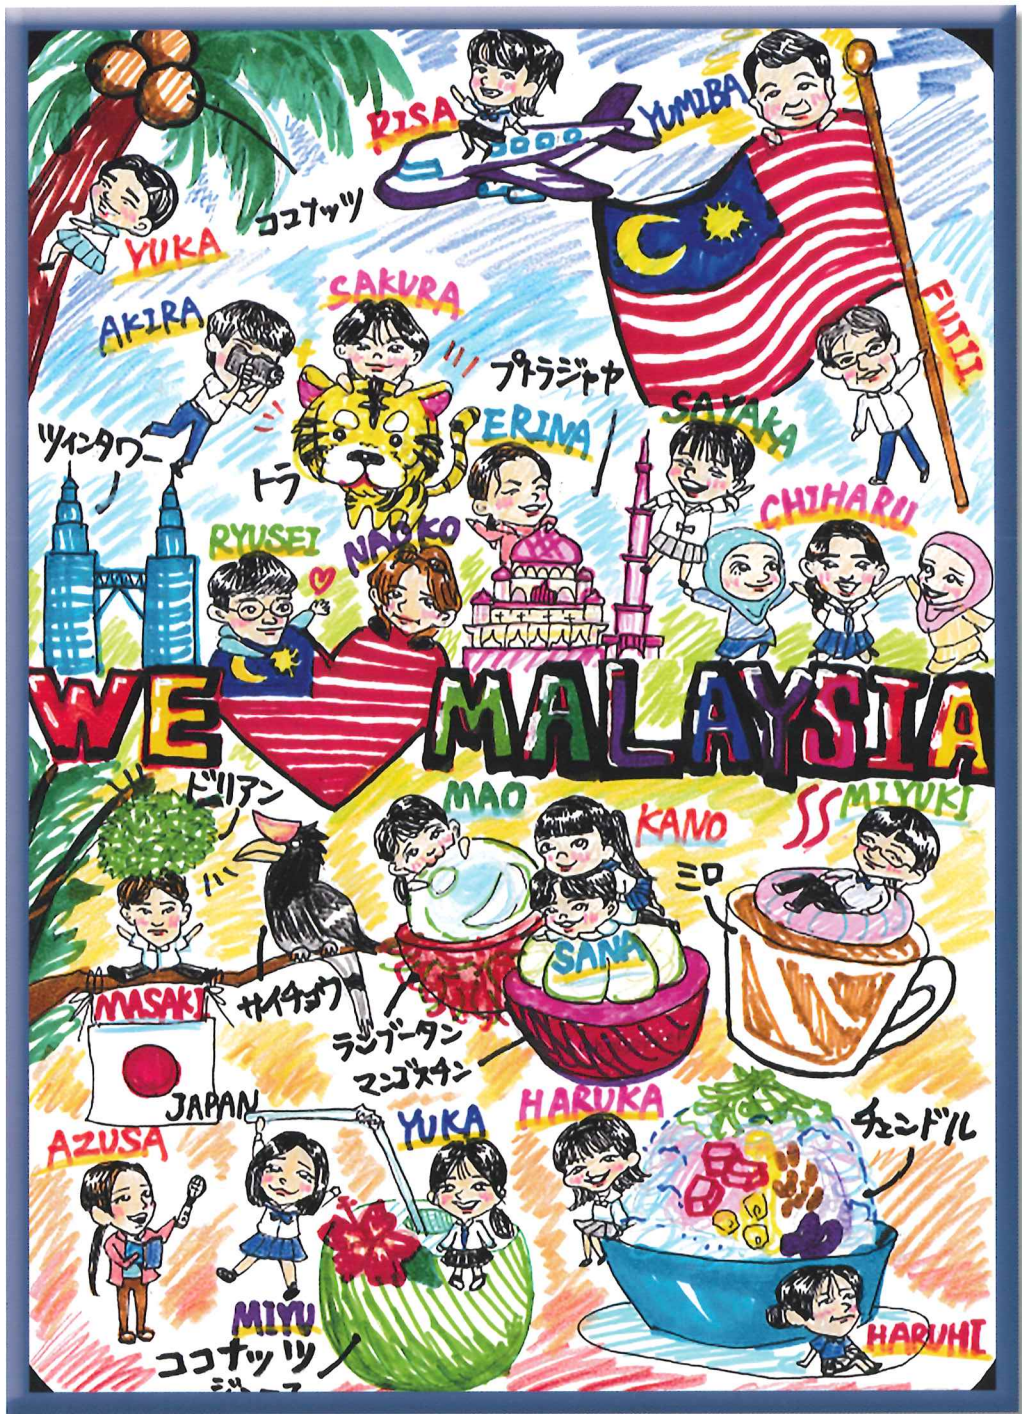 RISA
YUMIBA
ココナッツ
YUKA
SAKURA
AKIRA
FUJII
プトラジャヤ
SAYAKA
ERINA
ツインタワー
トラ
CHIHARU
NAOKO
RYUSEI
WE MALAYSIA
ドリアン
MAO
KANO
SS MIYUKI
ミロ
SANA
MASAKI
サイチョウ
ランブータン
マンゴスチン
JAPAN
HARUKA
YUKA
チェンドル
AZUSA
MIYU
HARUHI
ココナッツ